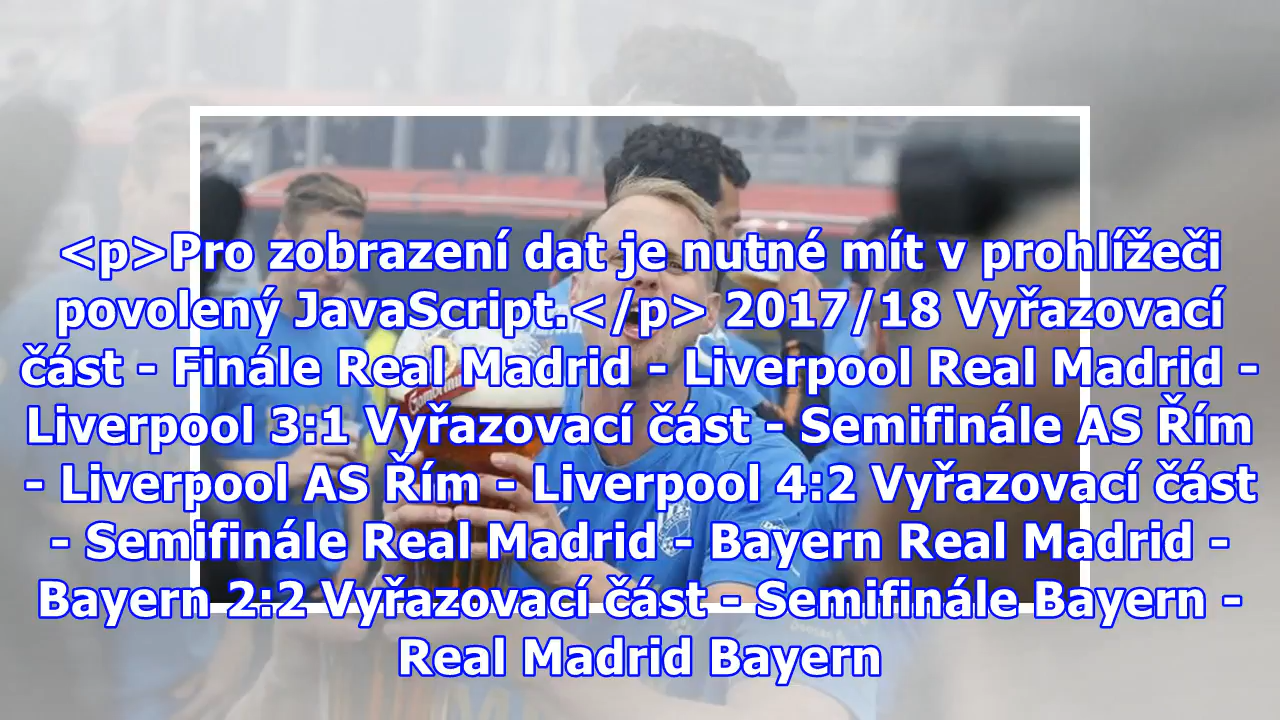 <p>Pro zobrazení dat je nutné mít v prohlížeči
povolený JavaScript.</p> 2017/18 Vyřazovací
část - Finále Real Madrid - Liverpool Real Madrid -
Liverpool 3:1 Vyřazovací část - Semifinále AS Řím
- Liverpool AS Řím - Liverpool 4:2 Vyřazovací část
- Semifinále Real Madrid - Bayern Real Madrid -
Bayern 2:2 Vyřazovací část - Semifinále Bayern -
Real Madrid Bayern